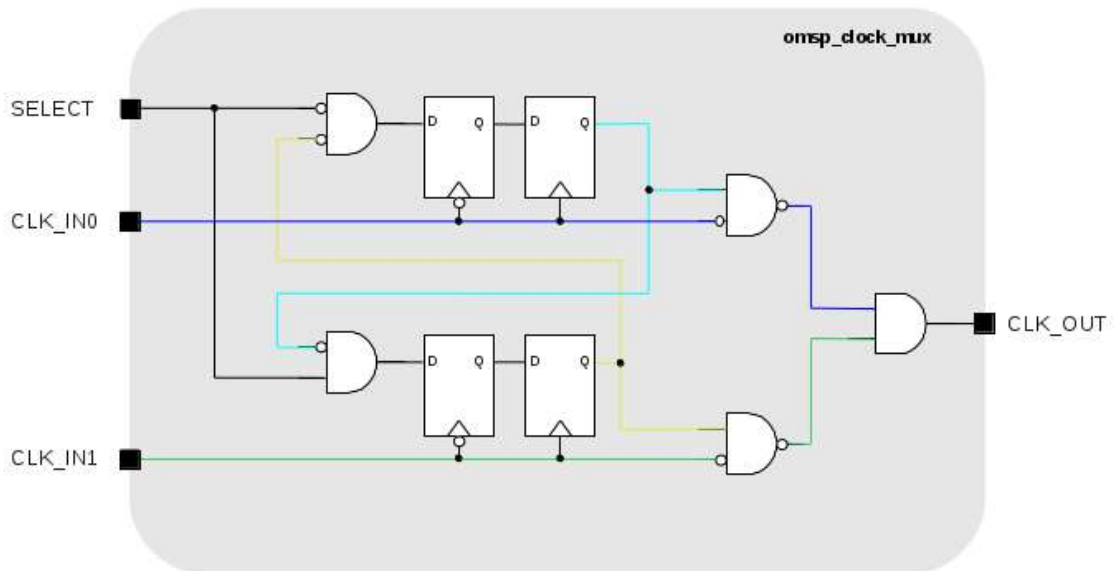 omsp_clock_mux
SELECT
D Q D Q
CLK_IN0
CLK_OUT
D Q D Q
CLK_IN1